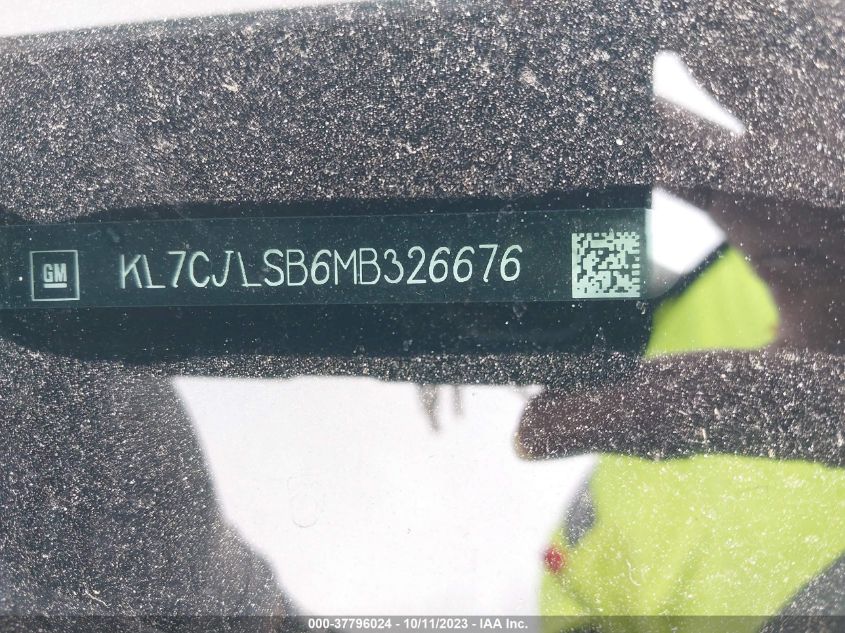 GM
KL7CJLSB6MB326676
000-37796024 - 10/11/2023 - IAA Inc.